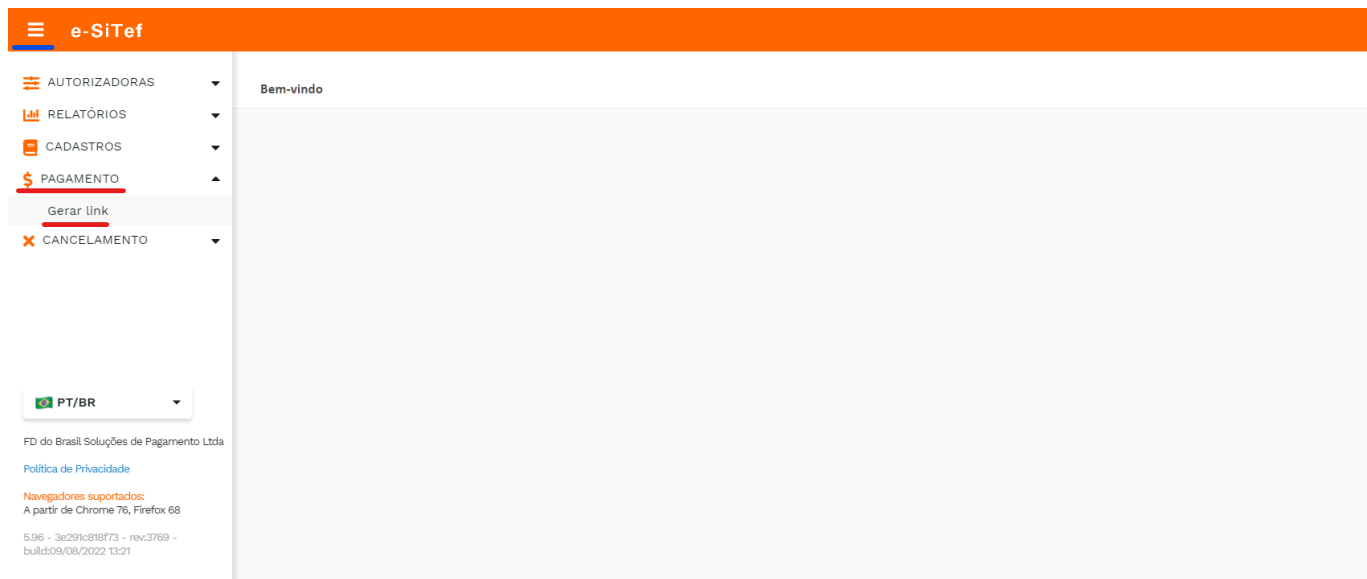 e-SiTef
AUTORIZADORAS
RELATÓRIOS
CADASTROS
PAGAMENTO
Gerar link
CANCELAMENTO
Bem-vindo
PT/BR
FD do Brasil Soluções de Pagamento Ltda
Política de Privacidade
Navegadores suportados:
A partir de Chrome 76, Firefox 68
5.96 - 3e291c818f73 - rev:3769 -
build:09/08/2022 13:21